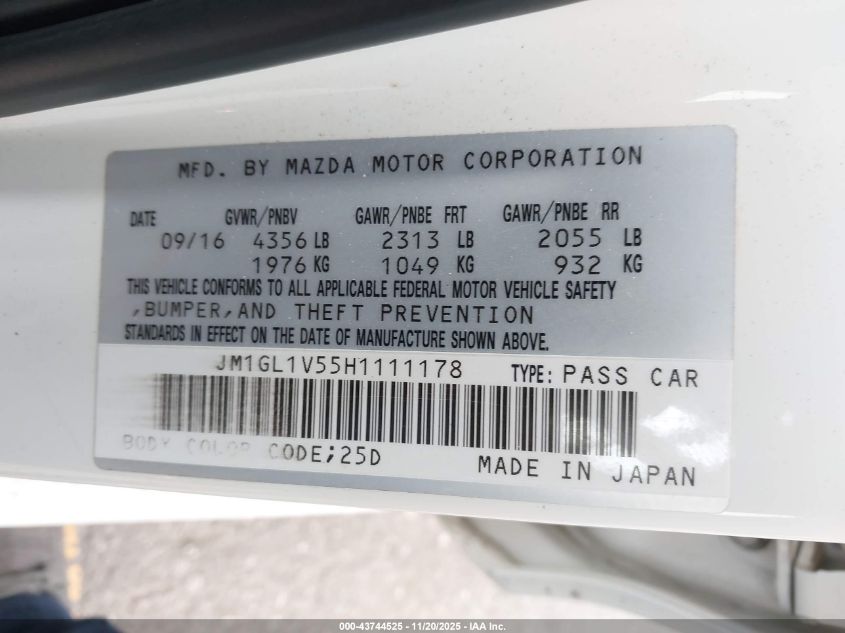 MFD. BY MAZDA MOTOR CORPORATION
DATE GVWR/PNBV GAWR/PNBE FRT GAWR/PNBE RR
09/16 4356 LB 2313 LB 2055 LB
1976 KG 1049 KG 932 KG
THIS VEHICLE CONFORMS TO ALL APPLICABLE FEDERAL MOTOR VEHICLE SAFETY
,BUMPER,AND THEFT PREVENTION
STANDARDS IN EFFECT ON THE DATE OF MANUFACTURE SHOWN ABOVE.
JM1GL1V55H1111178 TYPE: PASS CAR
BODY COLOR CODE;25D
MADE IN JAPAN
000-43744525 - 11/20/2025 - IAA Inc.